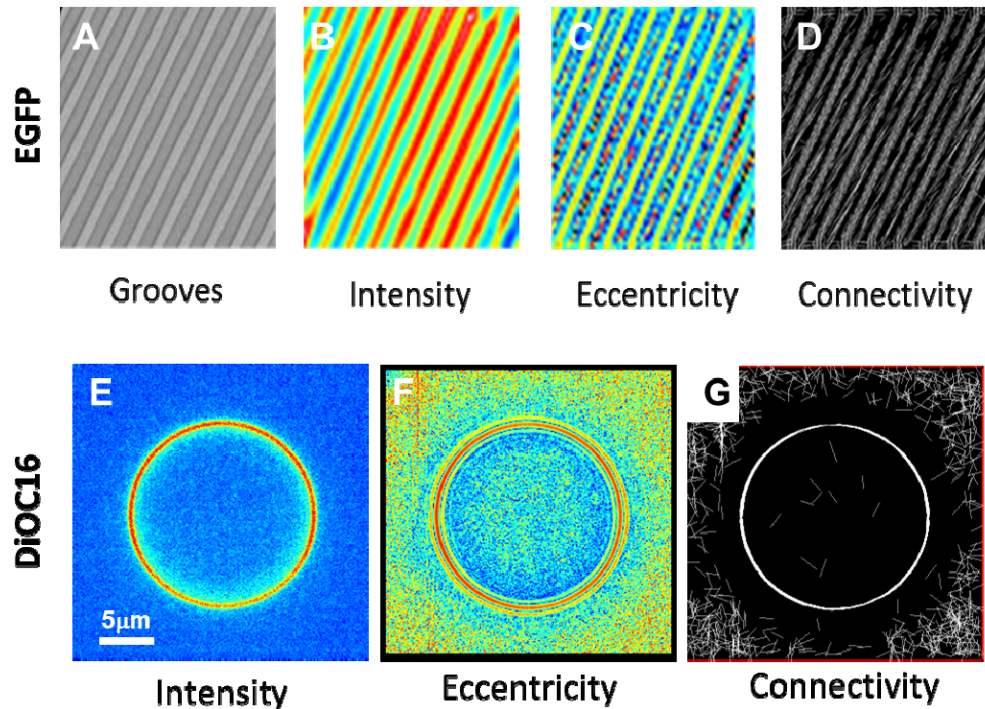 EGFP
A
B
C
D
Grooves
Intensity
Eccentricity
Connectivity
DiOC16
E
F
G
5μm
Intensity
Eccentricity
Connectivity